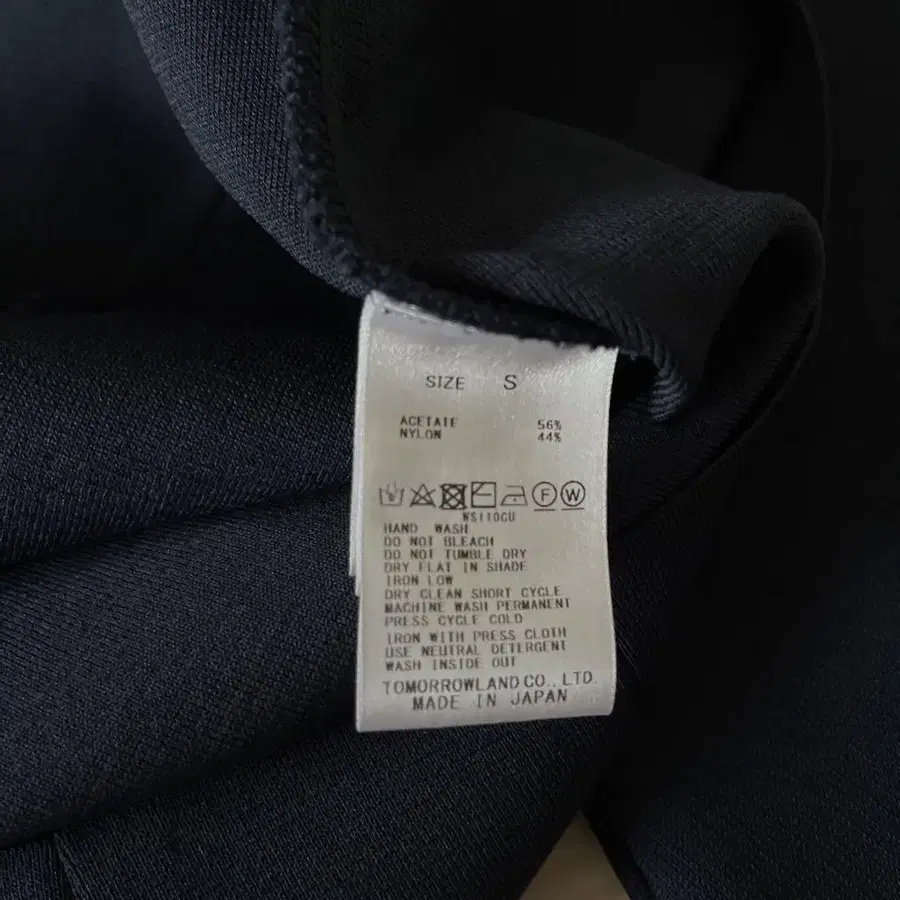 SIZE S
ACETATE 56%
NYLON 44%
F W
WS110CU
HAND WASH
DO NOT BLEACH
DO NOT TUMBLE DRY
DRY FLAT IN SHADE
IRON LOW
DRY CLEAN SHORT CYCLE
MACHINE WASH PERMANENT
PRESS CYCLE COLD
IRON WITH PRESS CLOTH
USE NEUTRAL DETERGENT
WASH INSIDE OUT
TOMORROWLAND CO., LTD.
MADE IN JAPAN